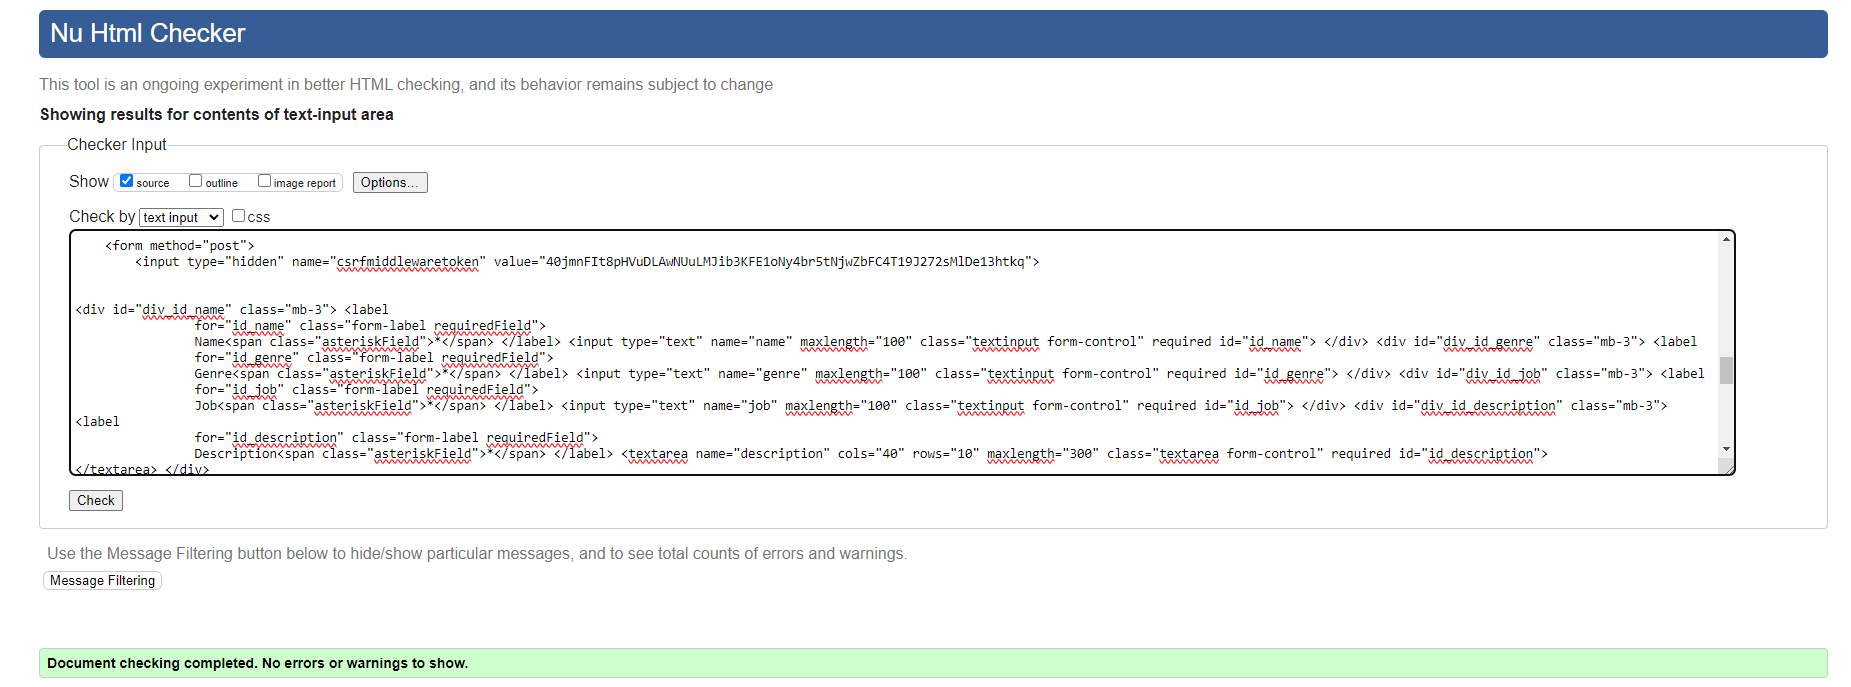 Nu Html Checker
This tool is an ongoing experiment in better HTML checking, and its behavior remains subject to change
Showing results for contents of text-input area
Checker Input
Show source outline image report Options...
Check by text input css
<form method="post">
<input type="hidden" name="csrfmiddlewaretoken" value="40jmnFIt8pHVuDLAwNUuLMJib3KFE1oNy4br5tNjwZbFC4T19J272sMlDe13htkq">
<div id="div_id_name" class="mb-3"> <label
for="id_name" class="form-label requiredField">
Name<span class="asteriskField">*</span> </label> <input type="text" name="name" maxlength="100" class="textinput form-control" required id="id_name"> </div> <div id="div_id_genre" class="mb-3"> <label
for="id_genre" class="form-label requiredField">
Genre<span class="asteriskField">*</span> </label> <input type="text" name="genre" maxlength="100" class="textinput form-control" required id="id_genre"> </div> <div id="div_id_job" class="mb-3"> <label
for="id_job" class="form-label requiredField">
Job<span class="asteriskField">*</span> </label> <input type="text" name="job" maxlength="100" class="textinput form-control" required id="id_job"> </div> <div id="div_id_description" class="mb-3">
<label
for="id_description" class="form-label requiredField">
Description<span class="asteriskField">*</span> </label> <textarea name="description" cols="40" rows="10" maxlength="300" class="textarea form-control" required id="id_description">
</textarea> </div>
Check
Use the Message Filtering button below to hide/show particular messages, and to see total counts of errors and warnings.
Message Filtering
Document checking completed. No errors or warnings to show.